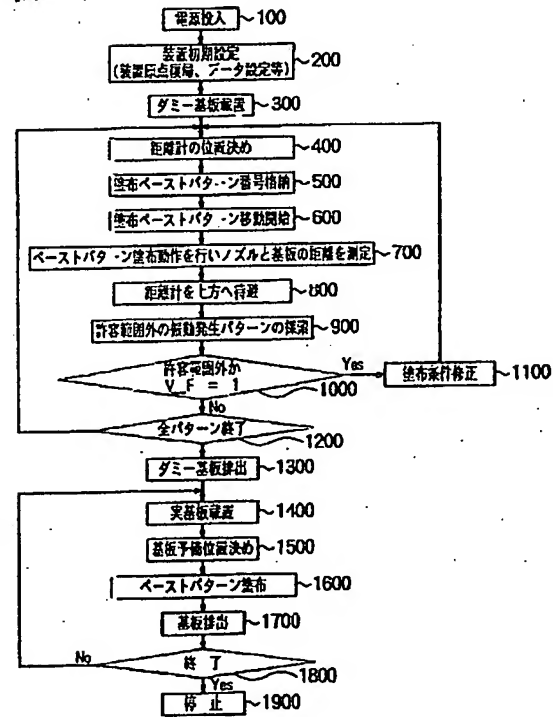 電源投入 ~100
装置初期設定
(装置原点復帰、データ設定等) ~200
ダミー基板載置 ~300
距離計の位置決め ~400
塗布ペーストパターン番号格納 ~500
塗布ペーストパターン移動開始 ~600
ペーストパターン塗布動作を行いノズルと基板の距離を測定 ~700
距離計を上方へ待避 ~800
許容範囲外の振動発生パターンの探索 ~900
許容範囲外か
V_F = 1
1000
Yes
塗布条件修正 ~1100
No
全パターン終了
1200
ダミー基板排出 ~1300
実基板載置 ~1400
基板予備位置決め ~1500
ペーストパターン塗布 ~1600
基板排出 ~1700
No
終 了
1800
Yes
停 止 ~1900